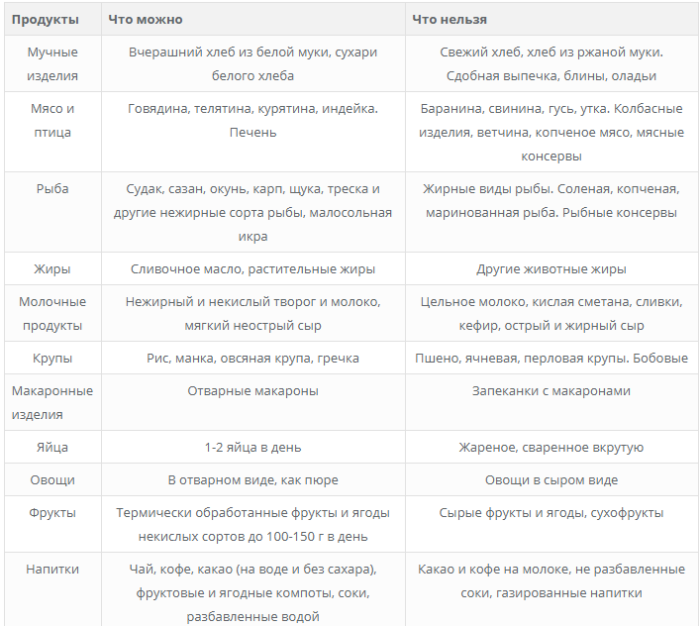 Продукты Что можно Что нельзя
Мучные изделия Вчерашний хлеб из белой муки, сухари белого хлеба Свежий хлеб, хлеб из ржаной муки. Сдобная выпечка, блины, оладьи
Мясо и птица Говядина, телятина, курятина, индейка. Печень Баранина, свинина, гусь, утка. Колбасные изделия, ветчина, копченое мясо, мясные консервы
Рыба Судак, сазан, окунь, карп, щука, треска и другие нежирные сорта рыбы, малосольная икра Жирные виды рыбы. Соленая, копченая, маринованная рыба. Рыбные консервы
Жиры Сливочное масло, растительные жиры Другие животные жиры
Молочные продукты Нежирный и некислый творог и молоко, мягкий неострый сыр Цельное молоко, кислая сметана, сливки, кефир, острый и жирный сыр
Крупы Рис, манка, овсяная крупа, гречка Пшено, ячневая, перловая крупы. Бобовые
Макаронные изделия Отварные макароны Запеканки с макаронами
Яйца 1-2 яйца в день Жареное, сваренное вкрутую
Овощи В отварном виде, как пюре Овощи в сыром виде
Фрукты Термически обработанные фрукты и ягоды некислых сортов до 100-150 г в день Сырые фрукты и ягоды, сухофрукты
Напитки Чай, кофе, какао (на воде и без сахара), фруктовые и ягодные компоты, соки, разбавленные водой Какао и кофе на молоке, не разбавленные соки, газированные напитки